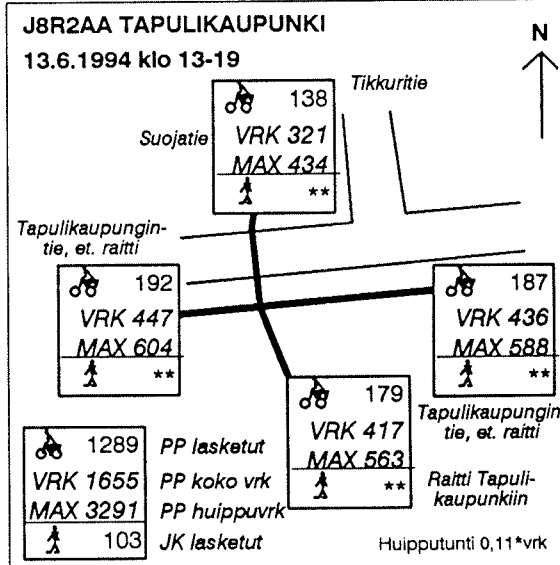 J8R2AA TAPULIKAUPUNKI
13.6.1994 klo 13-19
N
138
VRK 321
MAX 434
**
Suojatie
Tikkuritie
Tapulikaupungin-
tie, et. raitti
192
VRK 447
MAX 604
**
187
VRK 436
MAX 588
**
Tapulikaupungin
tie, et. raitti
179
VRK 417
MAX 563
**
Raitti Tapuli-
kaupunkiin
1289 PP lasketut
VRK 1655 PP koko vrk
MAX 3291 PP huippuvrk
103 JK lasketut
Huipputunti 0,11*vrk